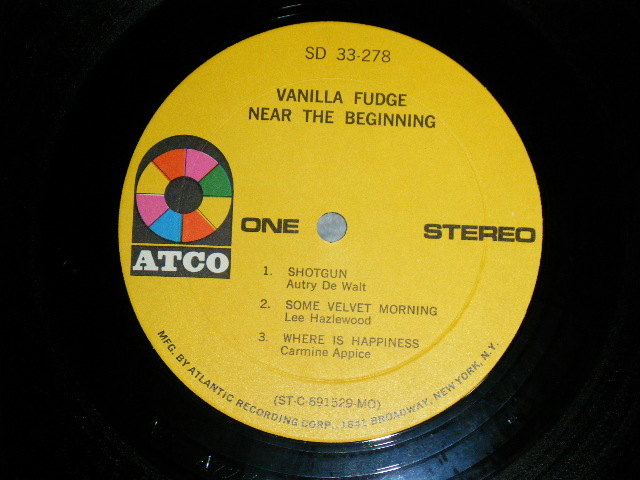 SD 33-278
VANILLA FUDGE
NEAR THE BEGINNING
ATCO
ONE
STEREO
1. SHOTGUN
Autry De Walt
2. SOME VELVET MORNING
Lee Hazlewood
3. WHERE IS HAPPINESS
Carmine Appice
(ST-C-691529-MO)
MFG. BY ATLANTIC RECORDING CORP., 1841 BROADWAY, NEW YORK, N.Y.